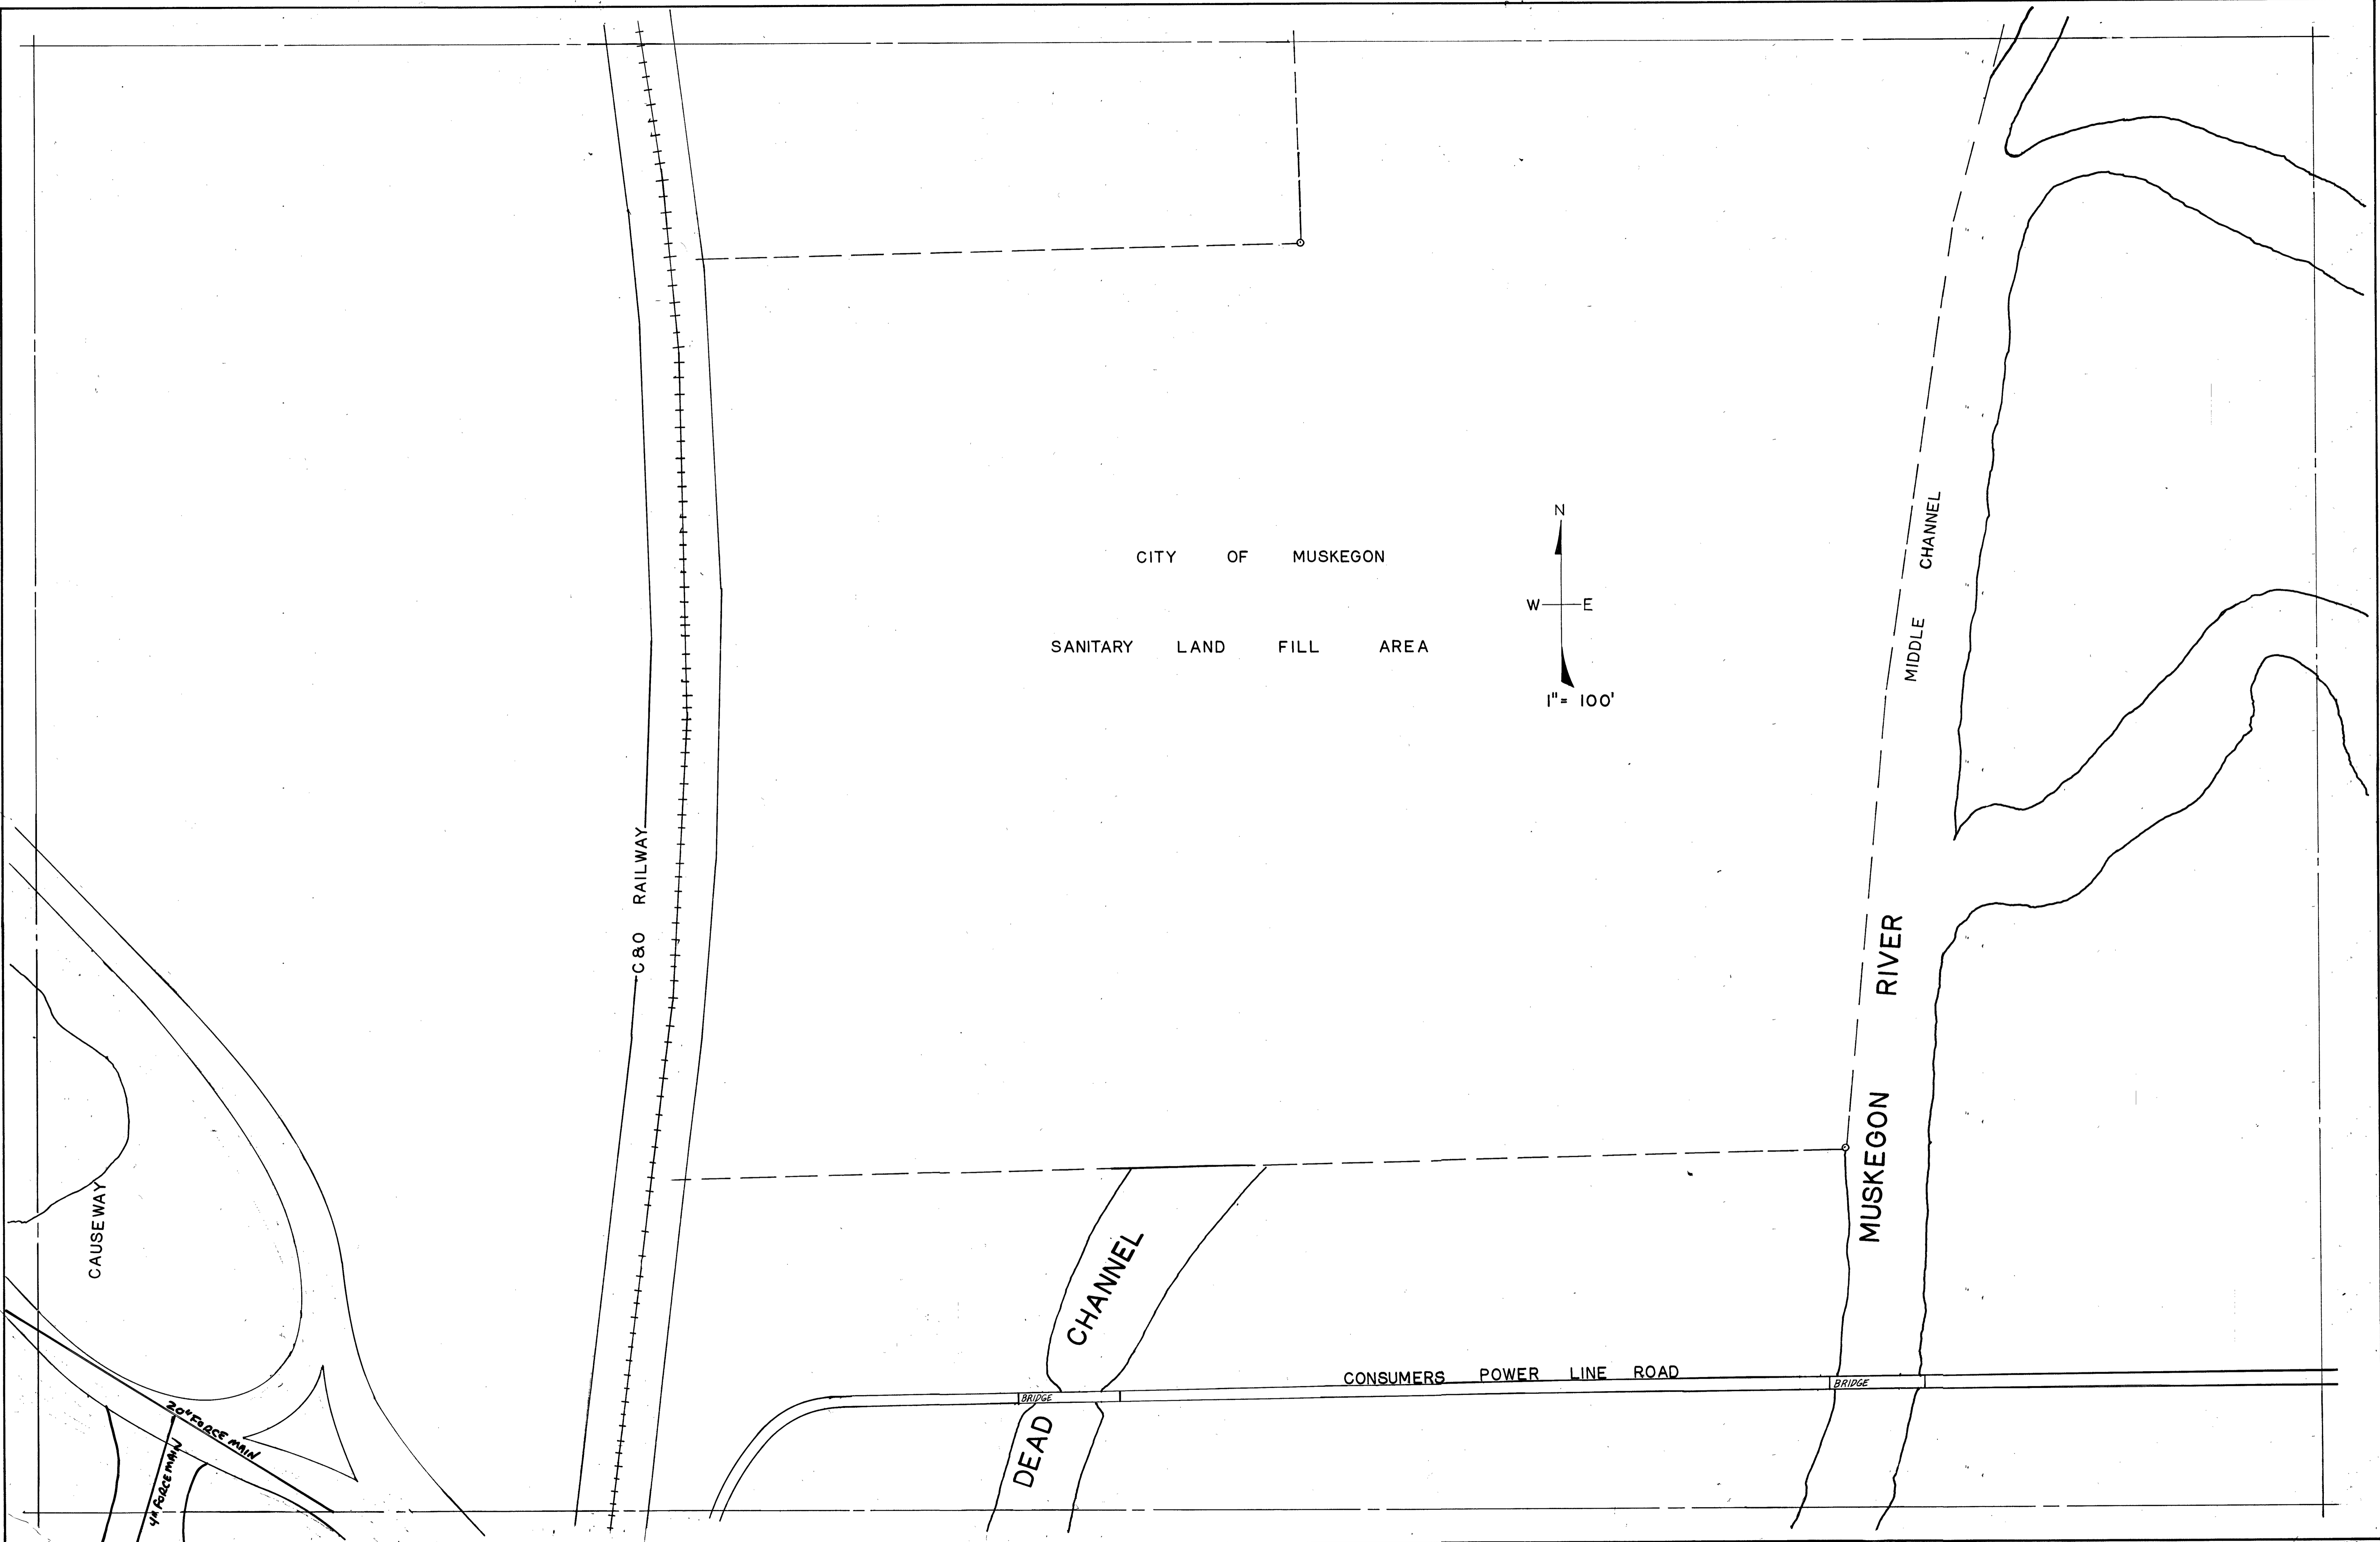 N
CITY OF MUSKEGON
W E
SANITARY LAND FILL AREA
1" = 100'
MIDDLE CHANNEL
C & O RAILWAY
MUSKEGON RIVER
CAUSEWAY
DEAD CHANNEL
CONSUMERS POWER LINE ROAD
BRIDGE
BRIDGE
20" FORCE MAIN
4" FORCE MAIN